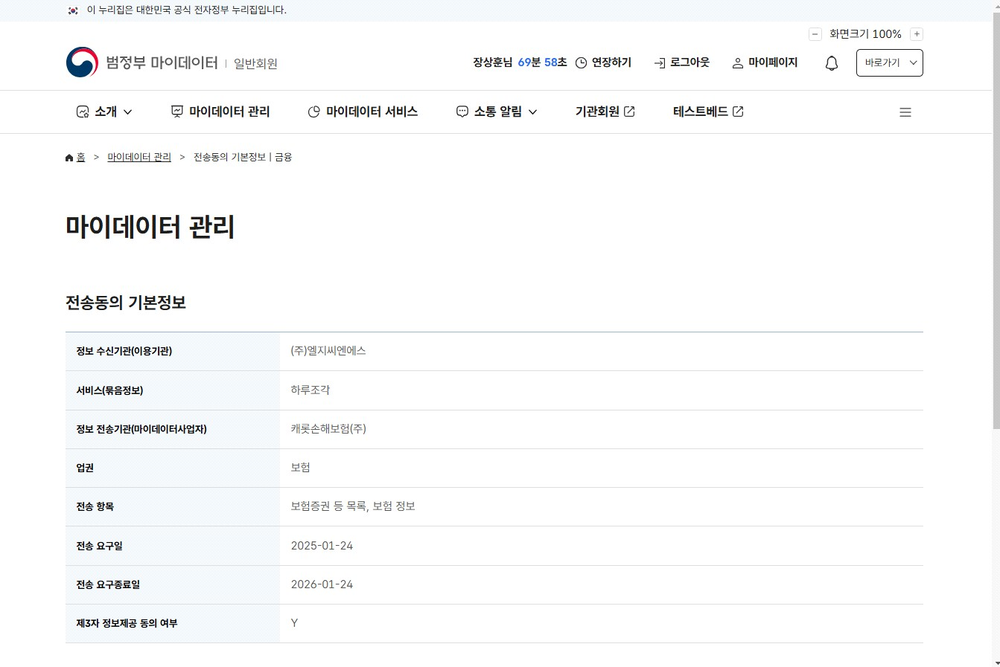 이 누리집은 대한민국 공식 전자정부 누리집입니다.
화면크기 100%
범정부 마이데이터 | 일반회원
장상훈님 69분 58초 연장하기 로그아웃 마이페이지 바로가기
소개 마이데이터 관리 마이데이터 서비스 소통 알림 기관회원 테스트베드
홈 > 마이데이터 관리 > 전송동의 기본정보 | 금융
마이데이터 관리
전송동의 기본정보
정보 수신기관(이용기관) (주)엘지씨엔에스
서비스(묶음정보) 하루조각
정보 전송기관(마이데이터사업자) 캐롯손해보험(주)
업권 보험
전송 항목 보험증권 등 목록, 보험 정보
전송 요구일 2025-01-24
전송 요구종료일 2026-01-24
제3자 정보제공 동의 여부 Y